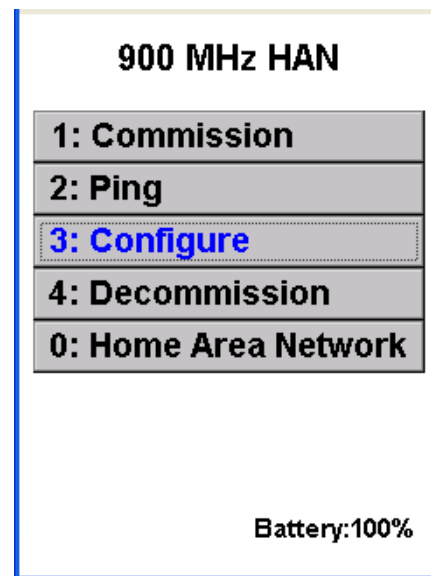 900 MHz HAN
1: Commission
2: Ping
3: Configure
4: Decommission
0: Home Area Network
Battery:100%